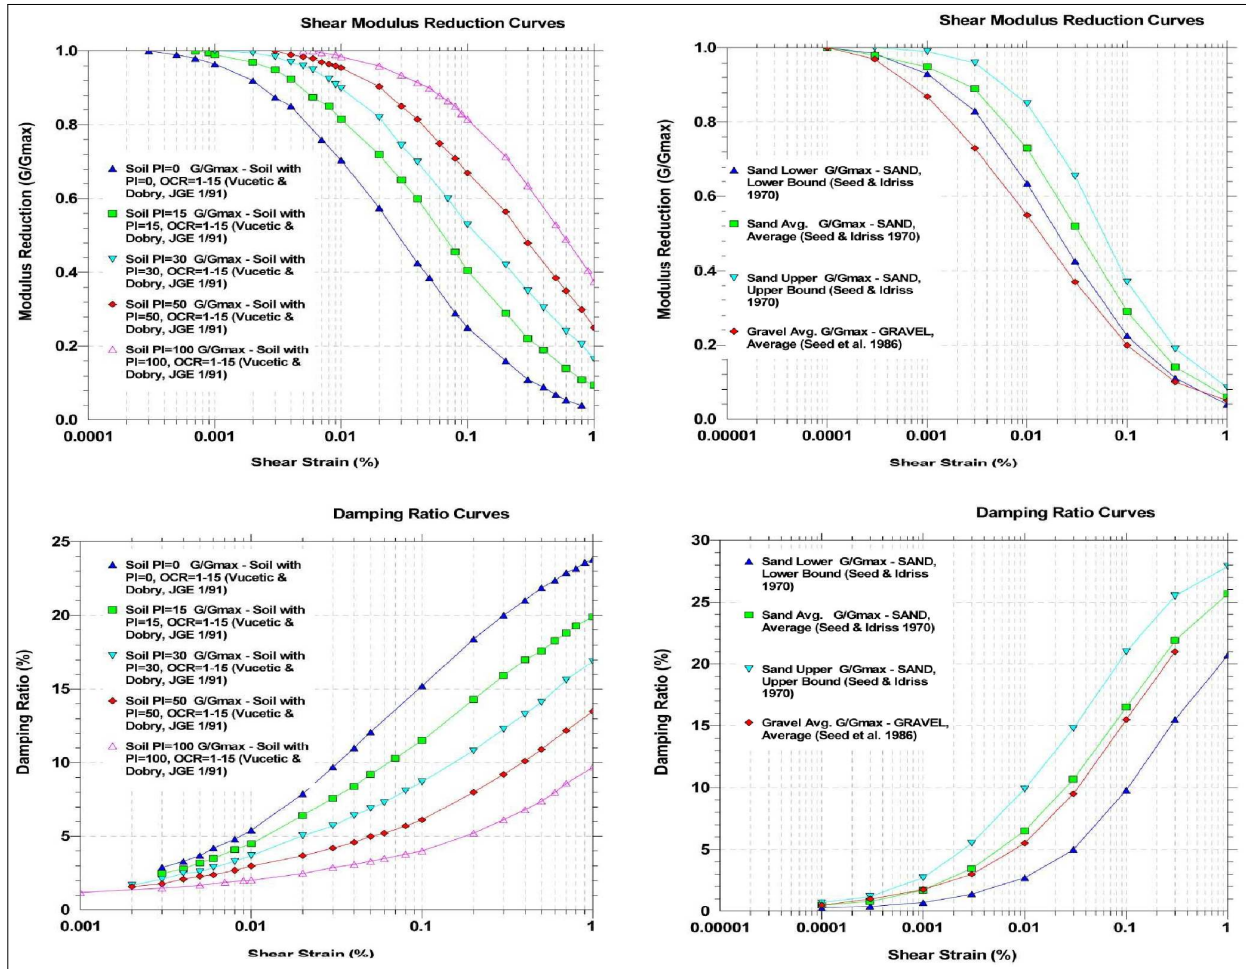 Shear Modulus Reduction Curves
Modulus Reduction (G/Gmax)
1.0
0.8
0.6
0.4
0.2
0.0
Soil PI=0 G/Gmax - Soil with
PI=0, OCR=1-15 (Vucetic &
Dobry, JGE 1/91)
Soil PI=15 G/Gmax - Soil with
PI=15, OCR=1-15 (Vucetic &
Dobry, JGE 1/91)
Soil PI=30 G/Gmax - Soil with
PI=30, OCR=1-15 (Vucetic &
Dobry, JGE 1/91)
Soil PI=50 G/Gmax - Soil with
PI=50, OCR=1-15 (Vucetic &
Dobry, JGE 1/91)
Soil PI=100 G/Gmax - Soil with
PI=100, OCR=1-15 (Vucetic &
Dobry, JGE 1/91)
0.0001 0.001 0.01 0.1 1
Shear Strain (%)
Shear Modulus Reduction Curves
Modulus Reduction (G/Gmax)
1.0
0.8
0.6
0.4
0.2
0.0
Sand Lower G/Gmax - SAND,
Lower Bound (Seed & Idriss
1970)
Sand Avg. G/Gmax - SAND,
Average (Seed & Idriss 1970)
Sand Upper G/Gmax - SAND,
Upper Bound (Seed & Idriss
1970)
Gravel Avg. G/Gmax - GRAVEL,
Average (Seed et al. 1986)
0.00001 0.0001 0.001 0.01 0.1 1
Shear Strain (%)
Damping Ratio Curves
Damping Ratio (%)
25
20
15
10
5
0
Soil PI=0 G/Gmax - Soil with
PI=0, OCR=1-15 (Vucetic &
Dobry, JGE 1/91)
Soil PI=15 G/Gmax - Soil with
PI=15, OCR=1-15 (Vucetic &
Dobry, JGE 1/91)
Soil PI=30 G/Gmax - Soil with
PI=30, OCR=1-15 (Vucetic &
Dobry, JGE 1/91)
Soil PI=50 G/Gmax - Soil with
PI=50, OCR=1-15 (Vucetic &
Dobry, JGE 1/91)
Soil PI=100 G/Gmax - Soil with
PI=100, OCR=1-15 (Vucetic &
Dobry, JGE 1/91)
0.001 0.01 0.1 1
Shear Strain (%)
Damping Ratio Curves
Damping Ratio (%)
30
25
20
15
10
5
0
Sand Lower G/Gmax - SAND,
Lower Bound (Seed & Idriss
1970)
Sand Avg. G/Gmax - SAND,
Average (Seed & Idriss 1970)
Sand Upper G/Gmax - SAND,
Upper Bound (Seed & Idriss
1970)
Gravel Avg. G/Gmax - GRAVEL,
Average (Seed et al. 1986)
0.00001 0.0001 0.001 0.01 0.1 1
Shear Strain (%)